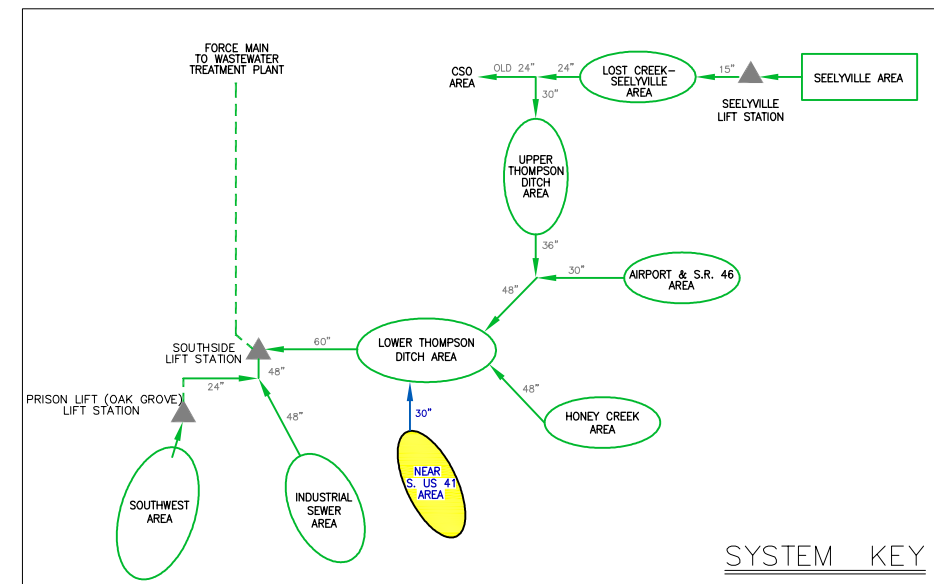 FORCE MAIN
TO WASTEWATER
TREATMENT PLANT
CSO
AREA
OLD 24"
24"
30"
LOST CREEK–
SEELYVILLE
AREA
15"
SEELYVILLE
LIFT STATION
SEELYVILLE AREA
UPPER
THOMPSON
DITCH
AREA
36"
30"
AIRPORT & S.R. 46
AREA
48"
LOWER THOMPSON
DITCH AREA
60"
SOUTHSIDE
LIFT STATION
48"
24"
PRISON LIFT (OAK GROVE)
LIFT STATION
48"
30"
48"
HONEY CREEK
AREA
NEAR
S. US 41
AREA
SOUTHWEST
AREA
INDUSTRIAL
SEWER
AREA
SYSTEM KEY